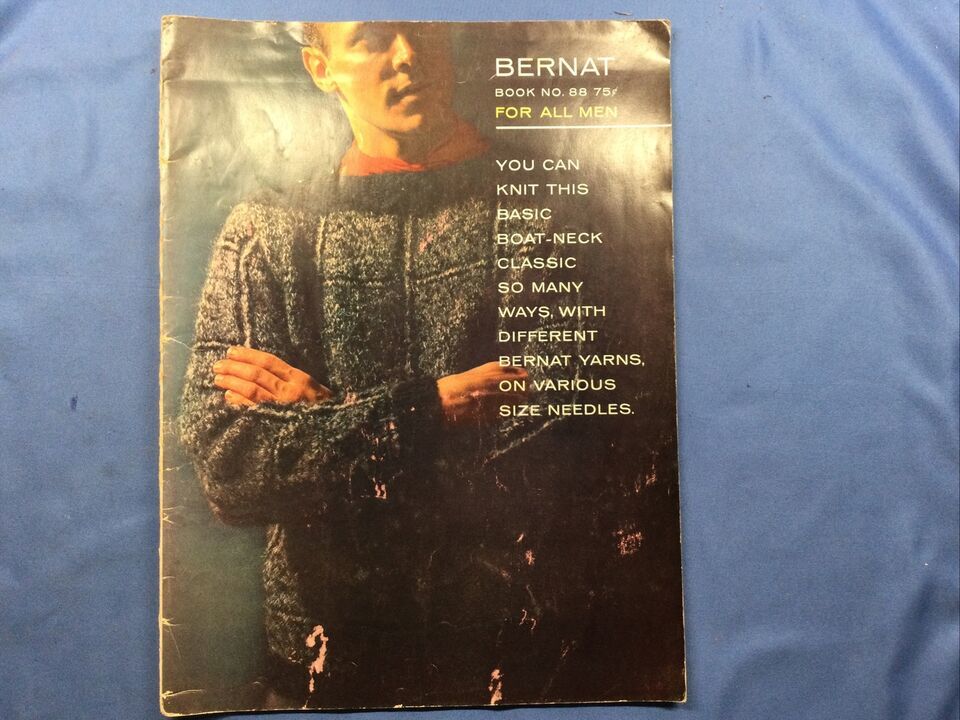 BERNAT
BOOK NO. 88 75¢
FOR ALL MEN
YOU CAN
KNIT THIS
BASIC
BOAT-NECK
CLASSIC
SO MANY
WAYS, WITH
DIFFERENT
BERNAT YARNS,
ON VARIOUS
SIZE NEEDLES.